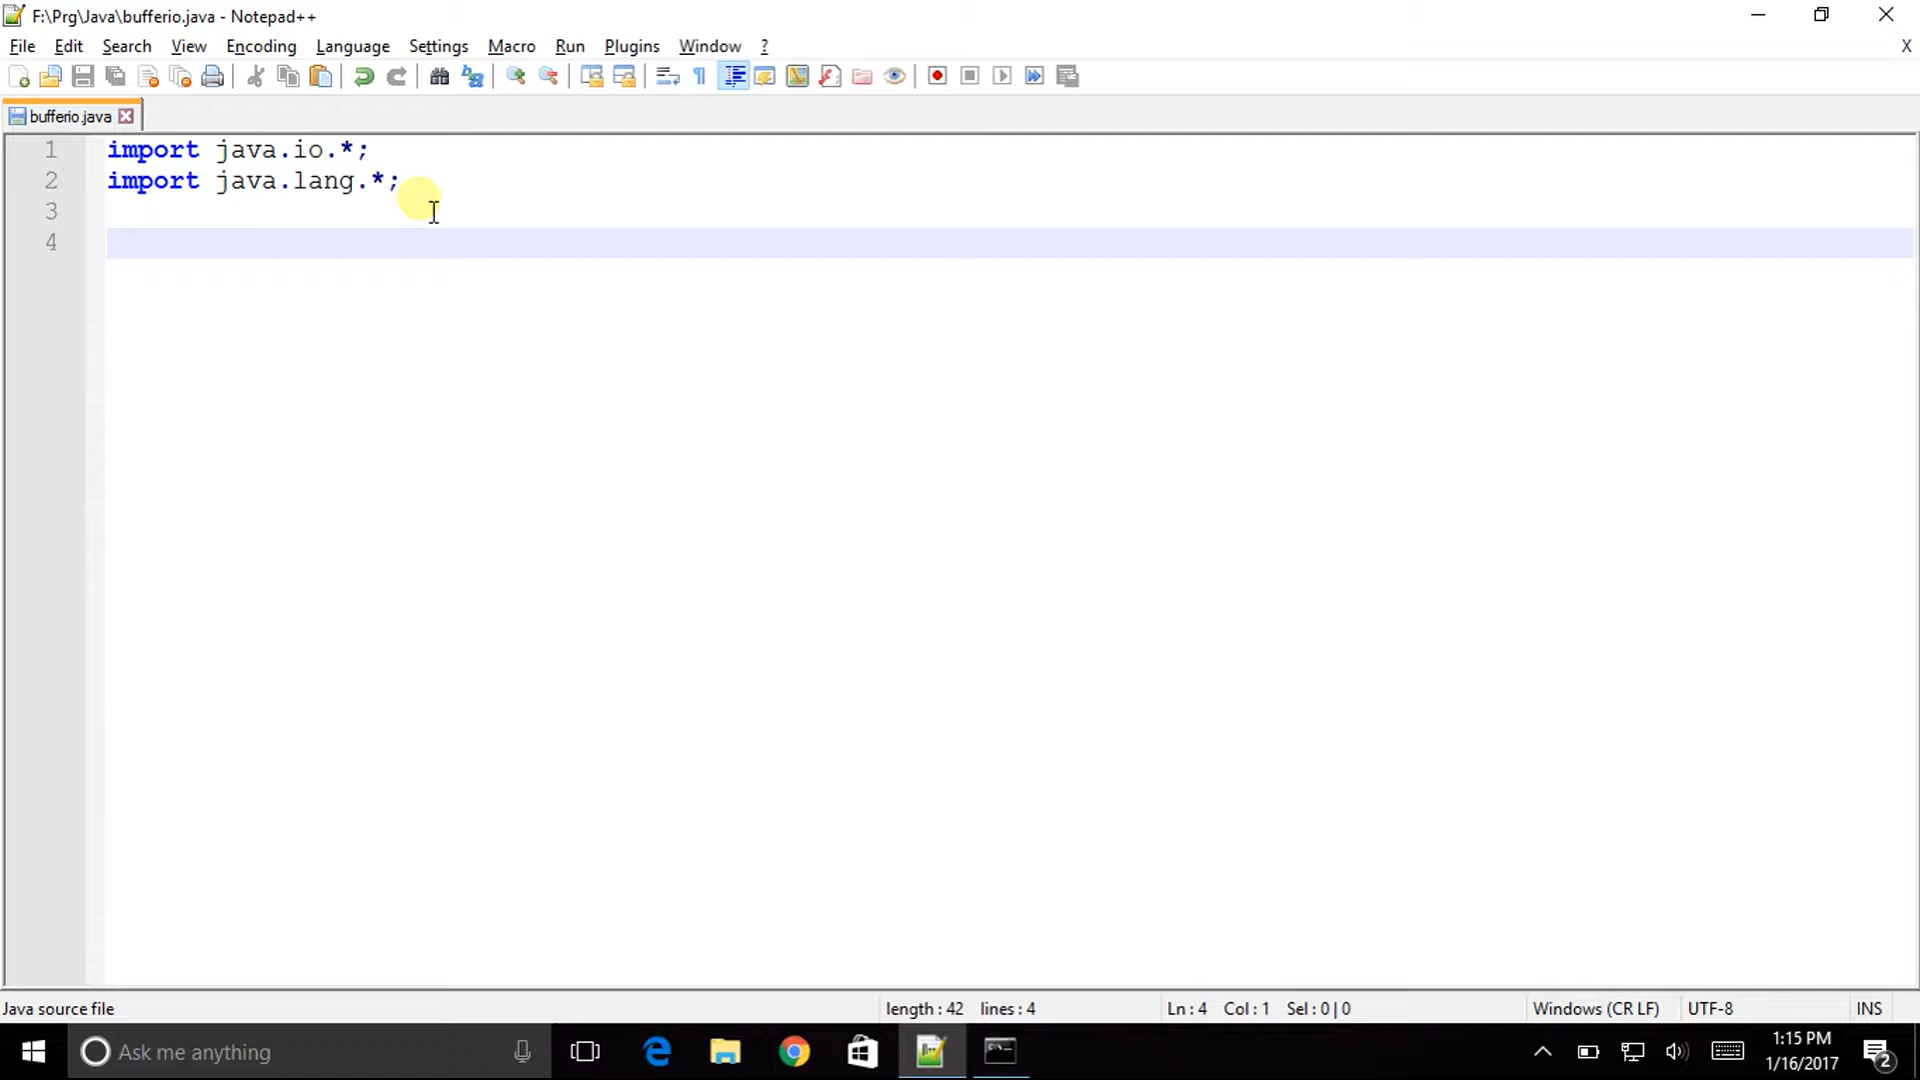 F:\Prg\Java\bufferio.java - Notepad++
File Edit Search View Encoding Language Settings Macro Run Plugins Window ? X
bufferio.java
1 import java.io.*;
2 import java.lang.*;
3
4
Java source file length : 42 lines : 4 Ln : 4 Col : 1 Sel : 0 | 0 Windows (CR LF) UTF-8 INS
Ask me anything
1:15 PM
1/16/2017
2